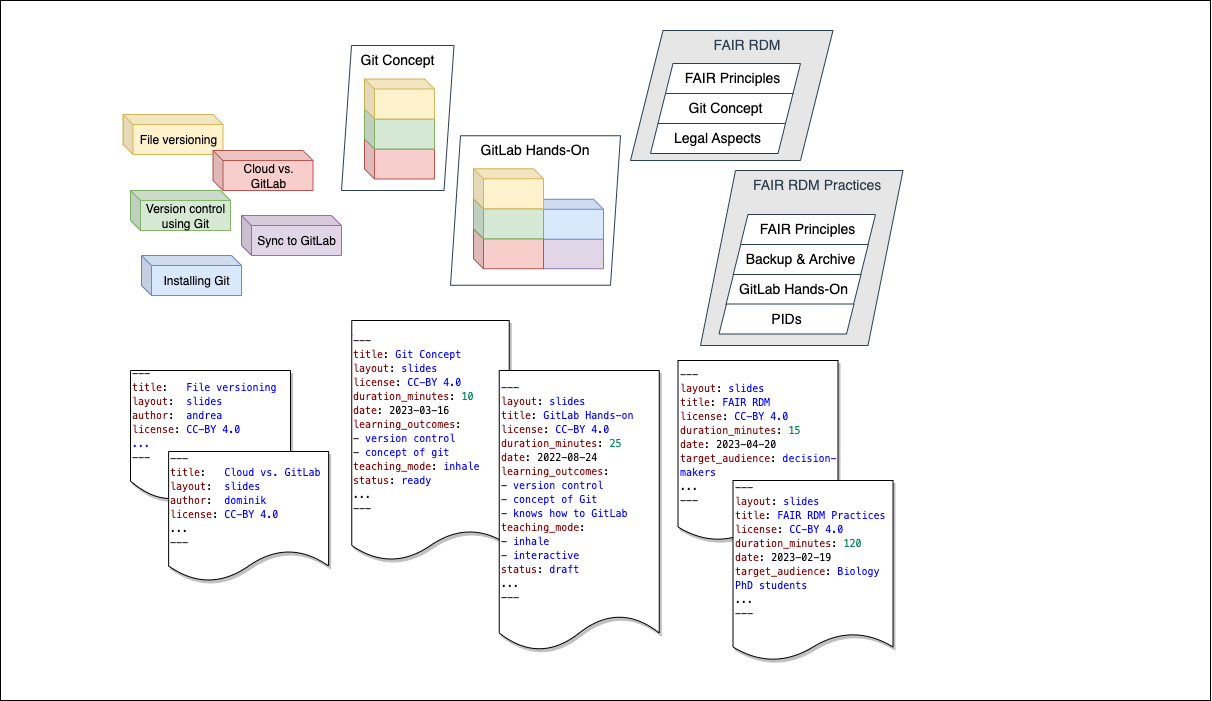 File versioning
Cloud vs.
GitLab
Version control
using Git
Sync to GitLab
Installing Git
Git Concept
GitLab Hands-On
FAIR RDM
FAIR Principles
Git Concept
Legal Aspects
FAIR RDM Practices
FAIR Principles
Backup & Archive
GitLab Hands-On
PIDs
---
title: File versioning
layout: slides
author: andrea
license: CC-BY 4.0
...
---
---
title: Cloud vs. GitLab
layout: slides
author: dominik
license: CC-BY 4.0
...
---
---
title: Git Concept
layout: slides
license: CC-BY 4.0
duration_minutes: 10
date: 2023-03-16
learning_outcomes:
- version control
- concept of git
teaching_mode: inhale
status: ready
...
---
---
layout: slides
title: GitLab Hands-on
license: CC-BY 4.0
duration_minutes: 25
date: 2022-08-24
learning_outcomes:
- version control
- concept of Git
- knows how to GitLab
teaching_mode:
- inhale
- interactive
status: draft
...
---
---
layout: slides
title: FAIR RDM
license: CC-BY 4.0
duration_minutes: 15
date: 2023-04-20
target_audience: decision-
makers
...
---
---
layout: slides
title: FAIR RDM Practices
license: CC-BY 4.0
duration_minutes: 120
date: 2023-02-19
target_audience: Biology
PhD students
...
---